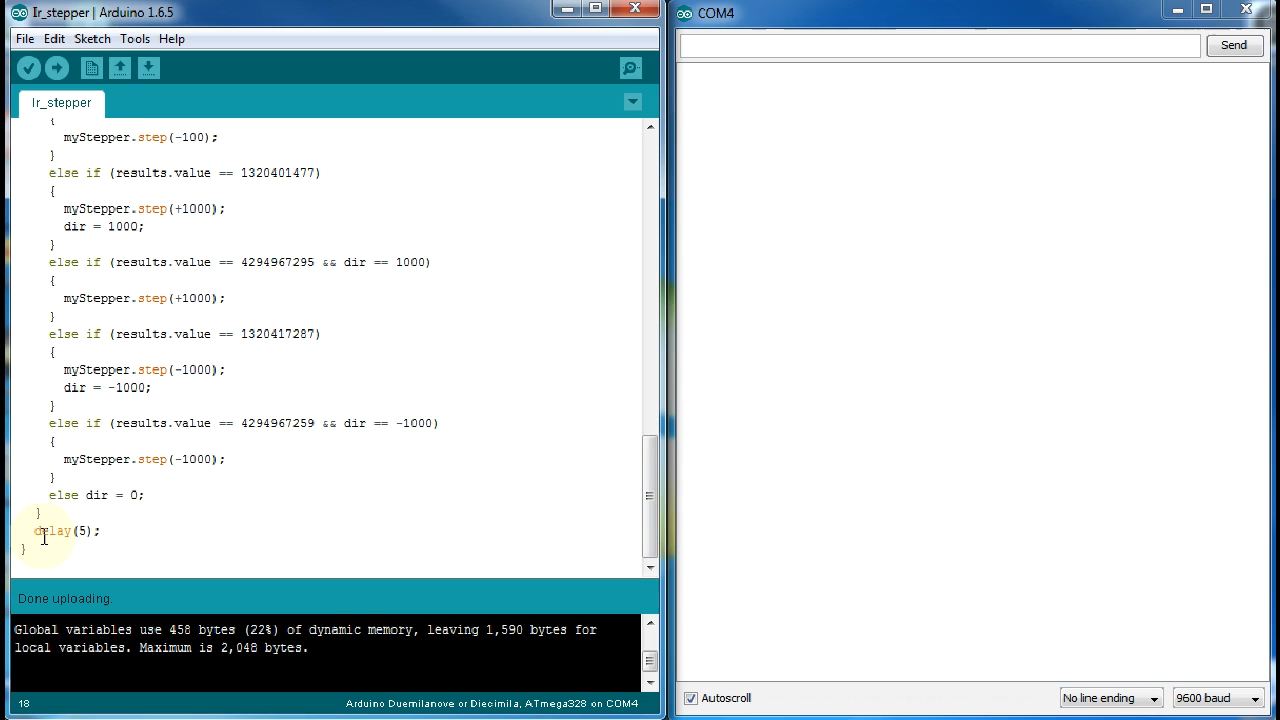 Ir_stepper | Arduino 1.6.5
File Edit Sketch Tools Help
Ir_stepper
{
myStepper.step(-100);
}
else if (results.value == 1320401477)
{
myStepper.step(+1000);
dir = 1000;
}
else if (results.value == 4294967295 && dir == 1000)
{
myStepper.step(+1000);
}
else if (results.value == 1320417287)
{
myStepper.step(-1000);
dir = -1000;
}
else if (results.value == 4294967259 && dir == -1000)
{
myStepper.step(-1000);
}
else dir = 0;
}
delay(5);
}
Done uploading.
Global variables use 458 bytes (22%) of dynamic memory, leaving 1,590 bytes for
local variables. Maximum is 2,048 bytes.
18 Arduino Duemilanove or Diecimila, ATmega328 on COM4
COM4
Send
Autoscroll No line ending 9600 baud